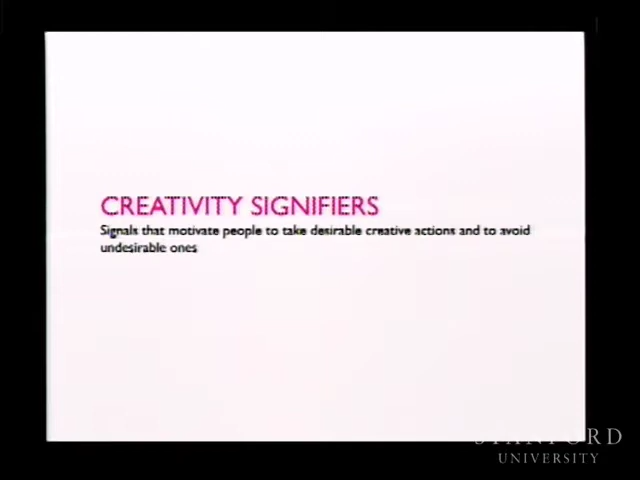 CREATIVITY SIGNIFIERS
Signals that motivate people to take desirable creative actions and to avoid
undesirable ones
STANFORD
UNIVERSITY